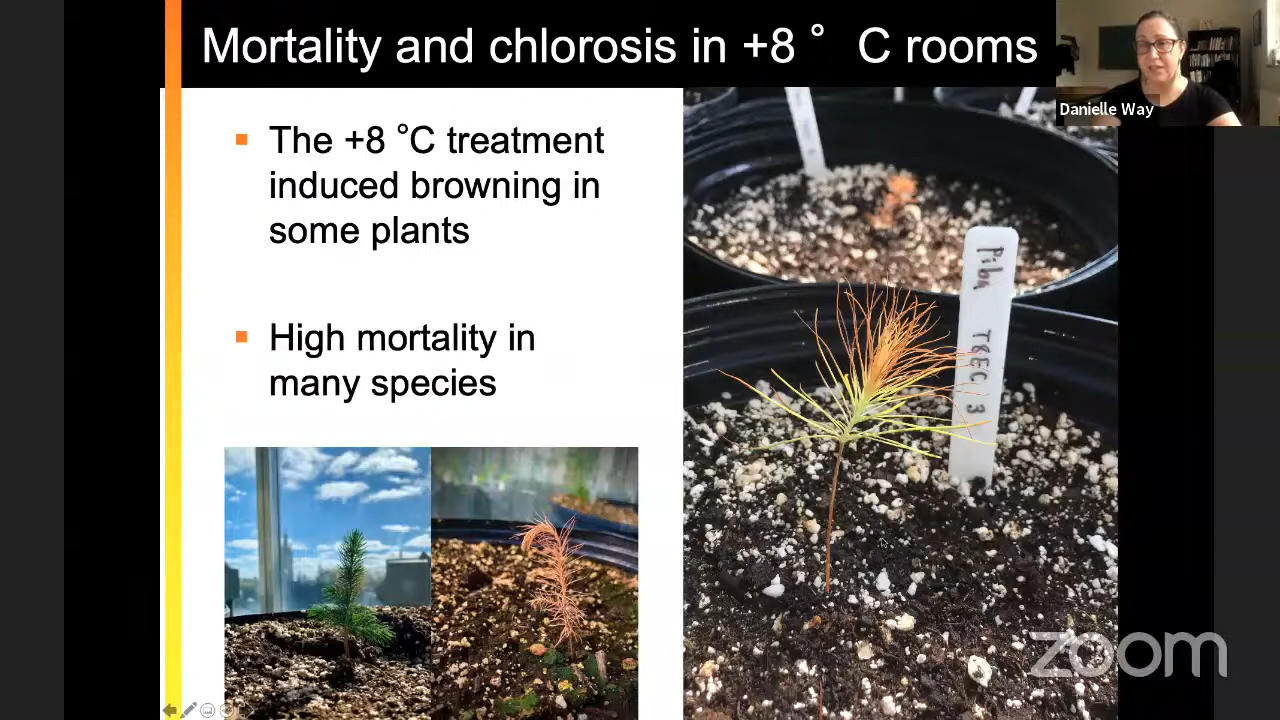 Mortality and chlorosis in +8 ° C rooms
Danielle Way
The +8 °C treatment
induced browning in
some plants
High mortality in
many species
Piba T8EC 3
zoom